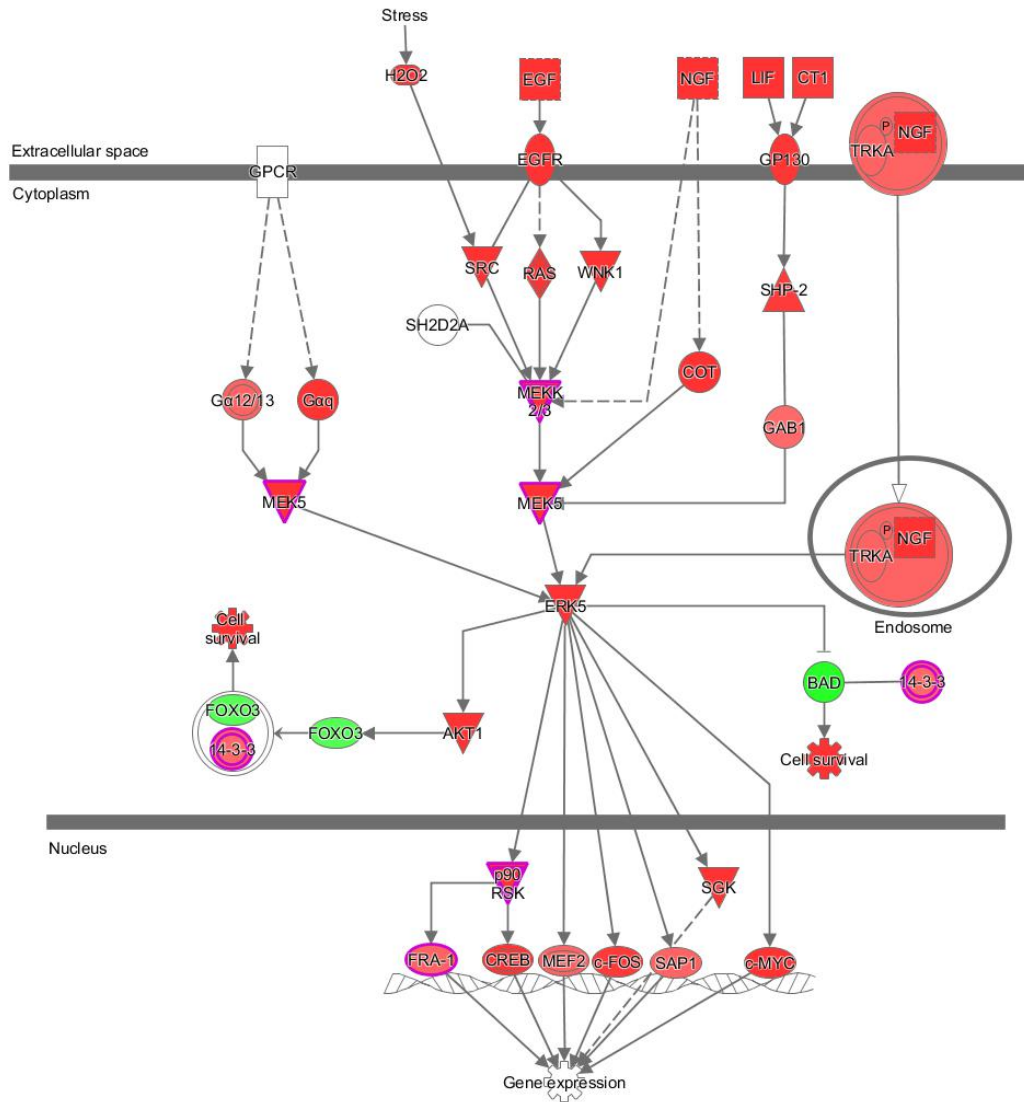 Stress
H2O2
EGF
NGF
LIF
CT1
P
NGF
TRKA
Extracellular space
GPCR
EGFR
GP130
Cytoplasm
SRC
RAS
WNK1
SHP-2
SH2D2A
COT
Gα12/13
Gαq
MEKK
2/3
GAB1
MEK5
MEK5
P
NGF
TRKA
ERK5
Endosome
Cell
survival
BAD
14-3-3
FOXO3
14-3-3
FOXO3
AKT1
Cell survival
Nucleus
p90
RSK
SGK
FRA-1
CREB
MEF2
c-FOS
SAP1
c-MYC
Gene expression